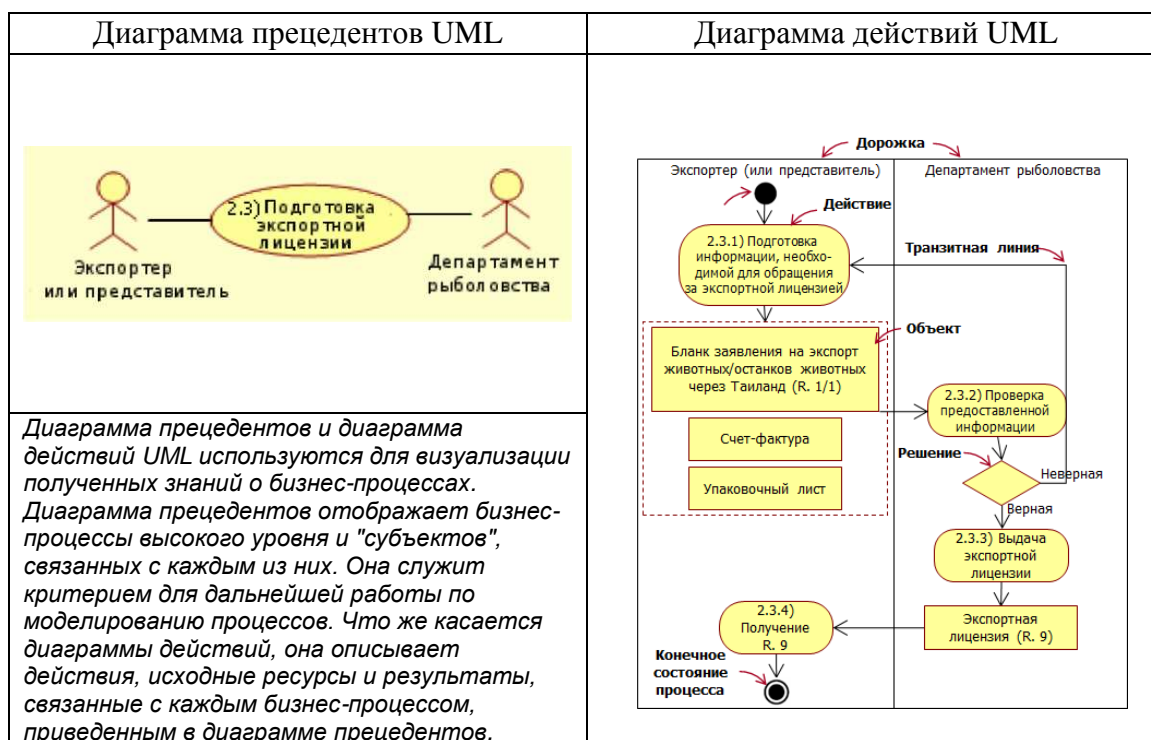 Диаграмма прецедентов UML
Диаграмма действий UML
2.3) Подготовка
экспортной
лицензии
Экспортер
или представитель
Департамент
рыболовства
Диаграмма прецедентов и диаграмма
действий UML используются для визуализации
полученных знаний о бизнес-процессах.
Диаграмма прецедентов отображает бизнес-
процессы высокого уровня и "субъектов",
связанных с каждым из них. Она служит
критерием для дальнейшей работы по
моделированию процессов. Что же касается
диаграммы действий, она описывает
действия, исходные ресурсы и результаты,
связанные с каждым бизнес-процессом,
приведенным в диаграмме прецедентов.
Дорожка
Экспортер (или представитель)
Департамент рыболовства
Действие
2.3.1) Подготовка
информации, необхо-
димой для обращения
за экспортной лицензией
Транзитная линия
Объект
Бланк заявления на экспорт
животных/останков животных
через Таиланд (R. 1/1)
Счет-фактура
Упаковочный лист
2.3.2) Проверка
предоставленной
информации
Решение
Неверная
Верная
2.3.3) Выдача
экспортной
лицензии
Экспортная
лицензия (R. 9)
2.3.4)
Получение
R. 9
Конечное
состояние
процесса